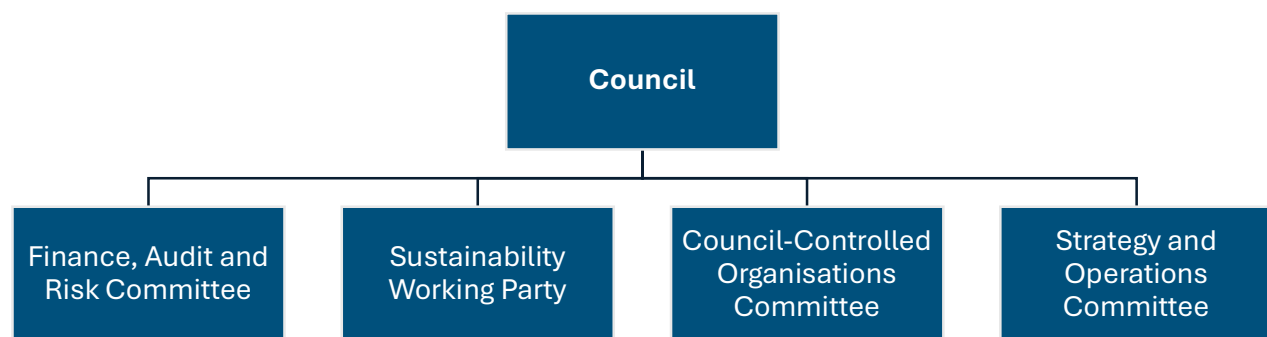 Council
Finance, Audit and
Risk Committee
Sustainability
Working Party
Council-Controlled
Organisations
Committee
Strategy and
Operations
Committee